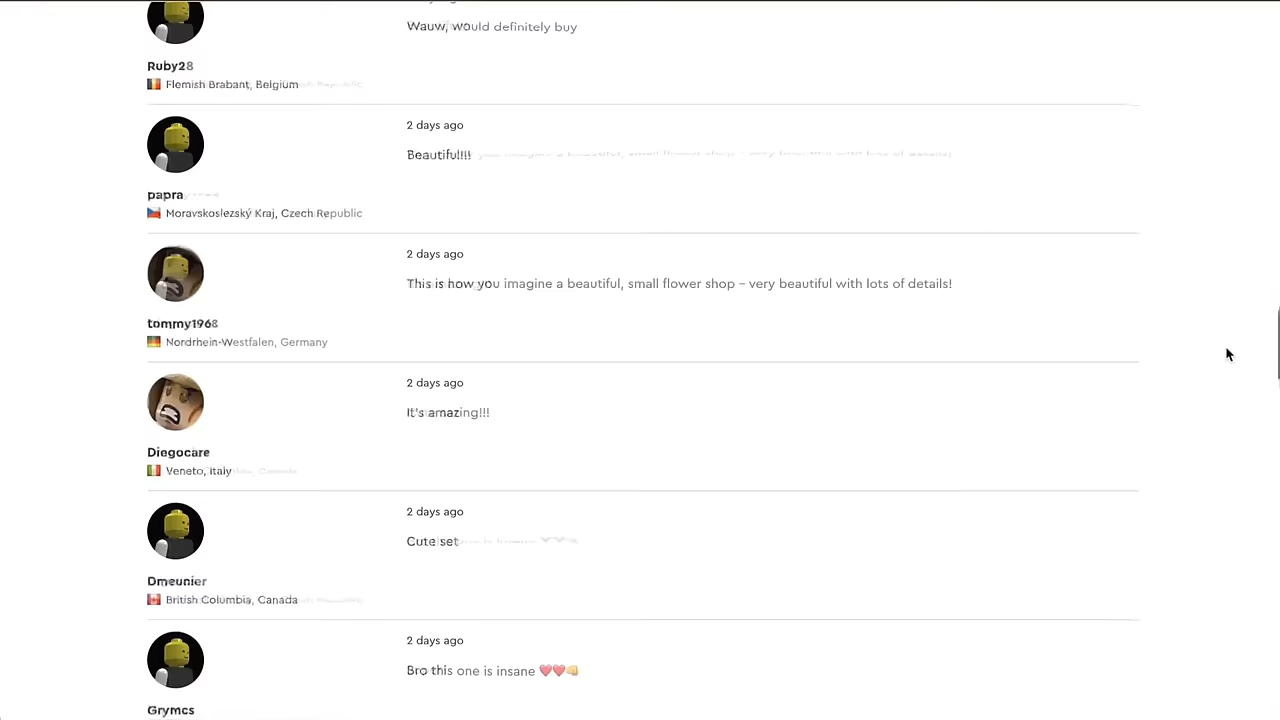 Wauw, would definitely buy
Ruby28
Flemish Brabant, Belgium
2 days ago
Beautiful!!!
papra
Moravskoslezský Kraj, Czech Republic
2 days ago
This is how you imagine a beautiful, small flower shop – very beautiful with lots of details!
tommy1968
Nordrhein-Westfalen, Germany
2 days ago
It's amazing!!!
Diegocare
Veneto, Italy
2 days ago
Cute set
Dmeunier
British Columbia, Canada
2 days ago
Bro this one is insane ❤️❤️🤜
Grymcs